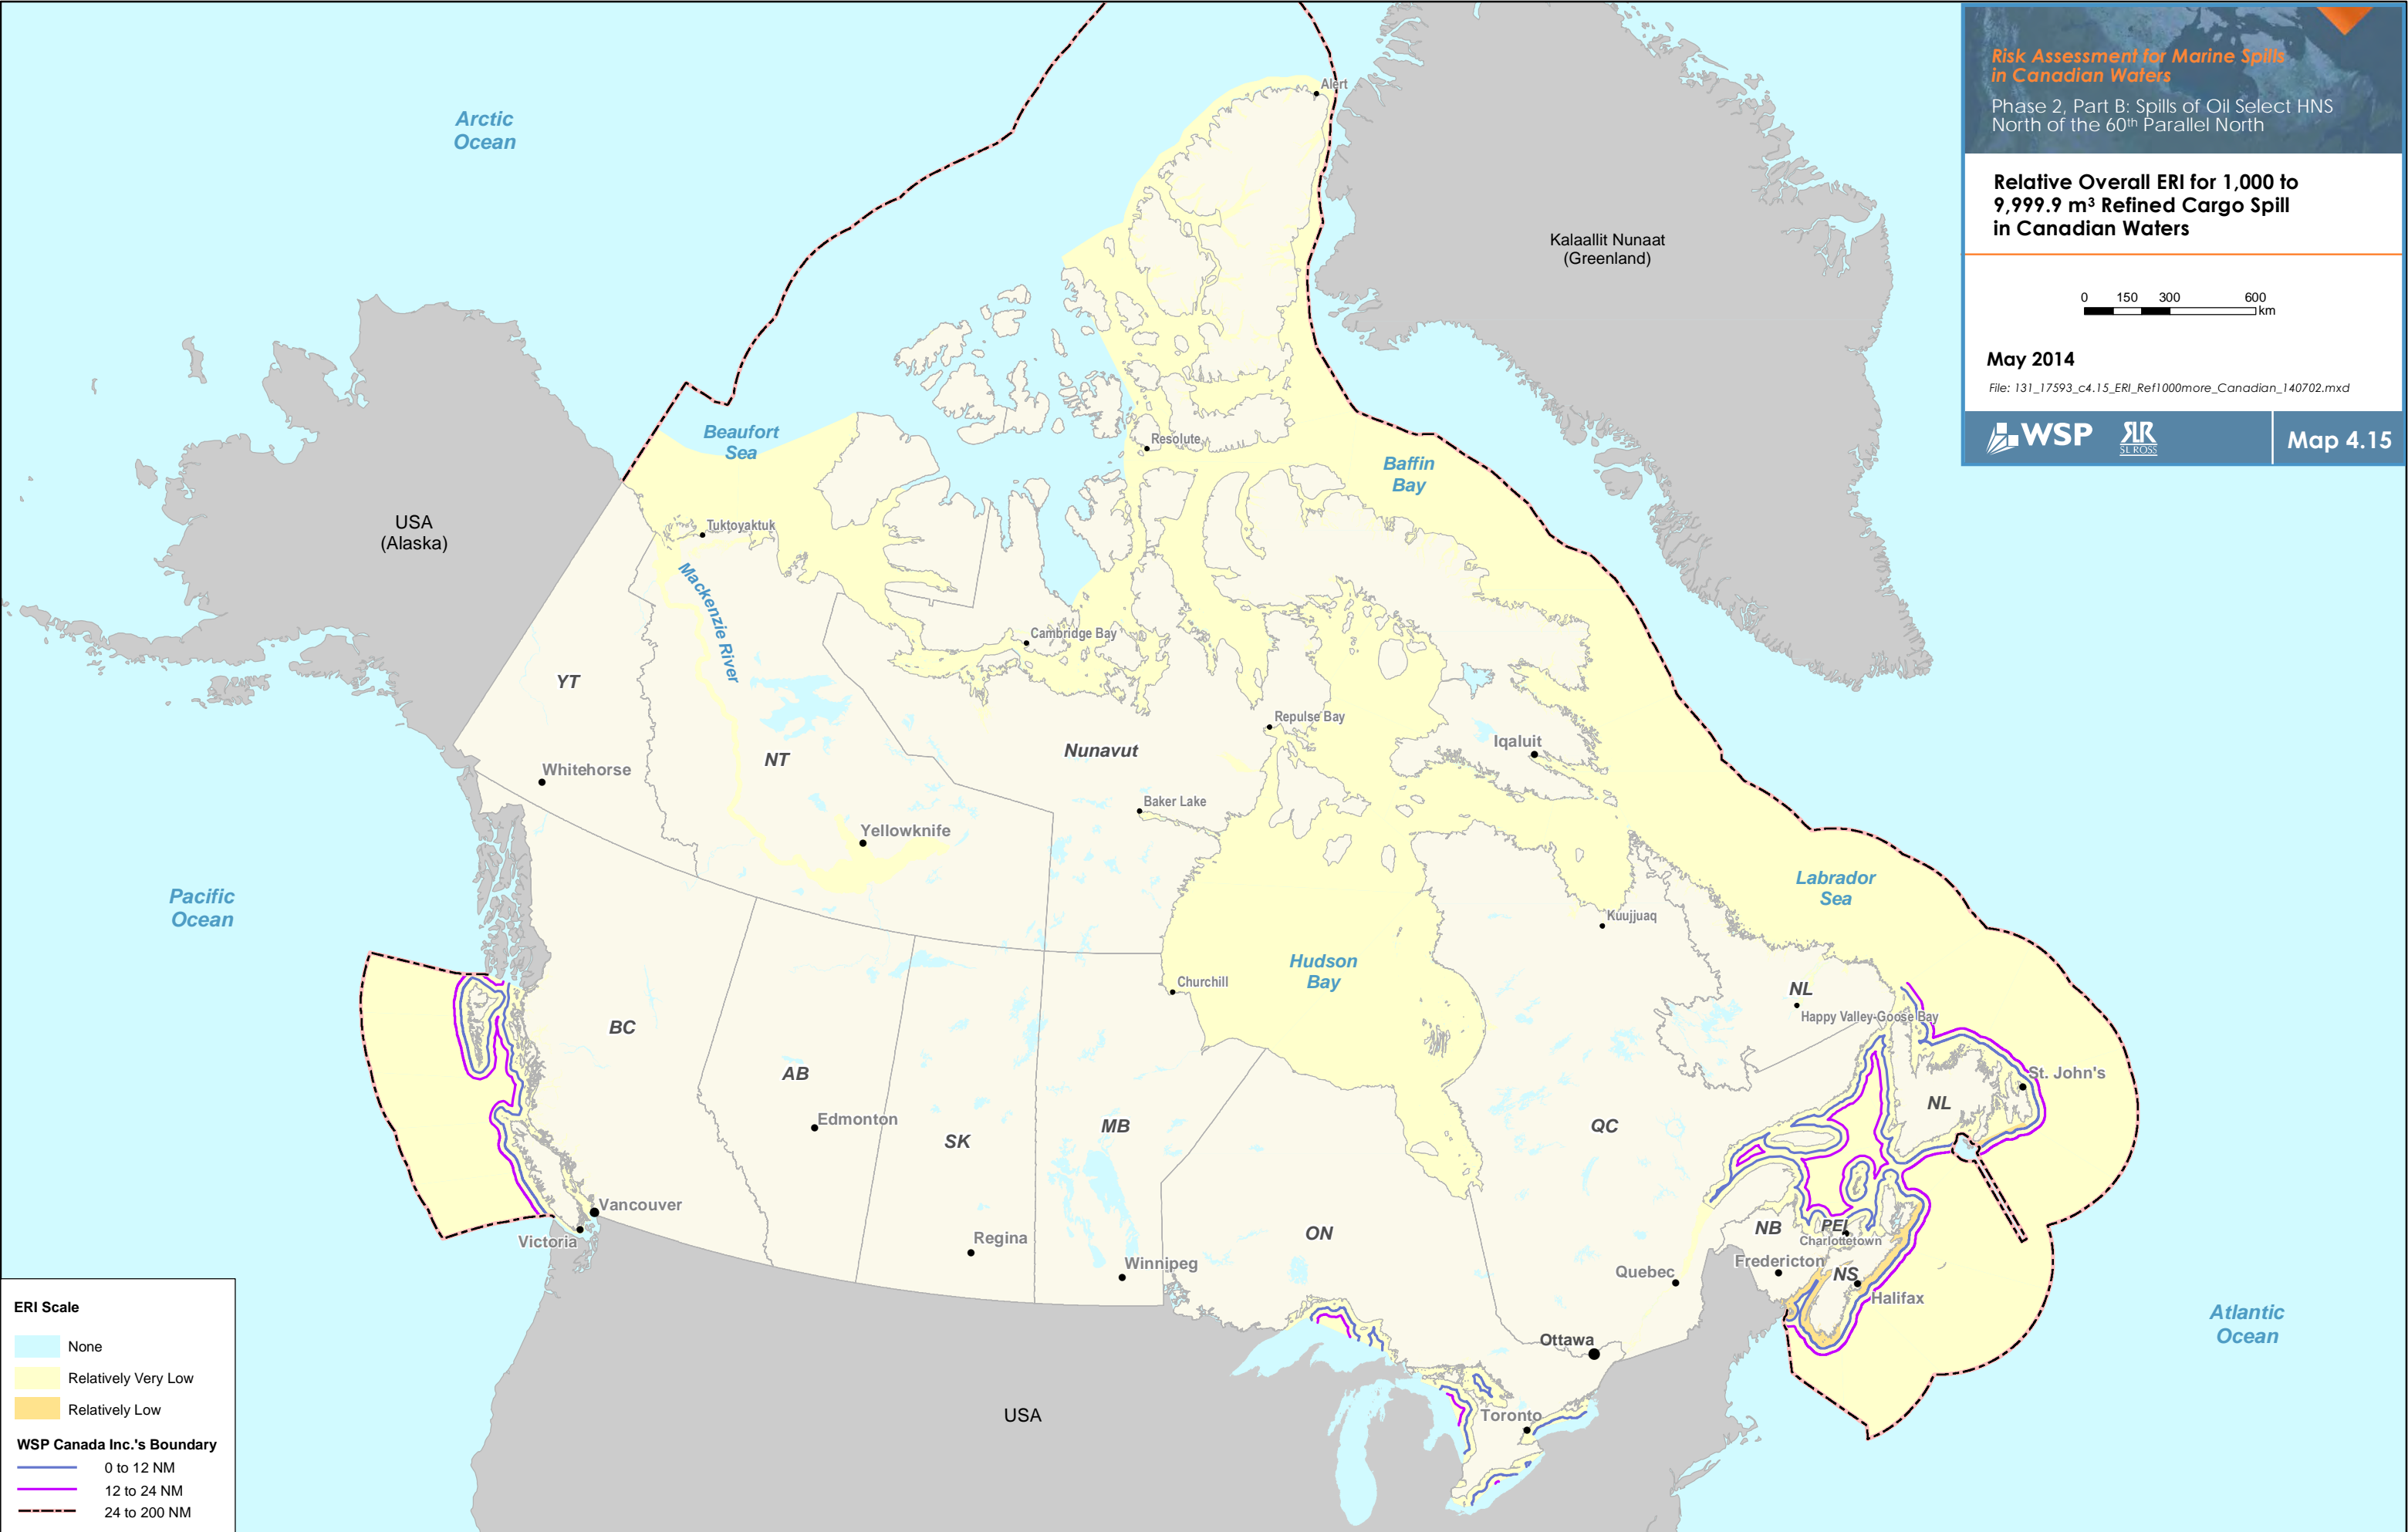 Risk Assessment for Marine Spills
in Canadian Waters
Phase 2, Part B: Spills of Oil Select HNS
North of the 60th Parallel North
Relative Overall ERI for 1,000 to
9,999.9 m³ Refined Cargo Spill
in Canadian Waters
0 150 300 600
km
May 2014
File: 131_17593_c4.15_ERI_Ref1000more_Canadian_140702.mxd
WSP
SL ROSS
Map 4.15
Alert
Arctic
Ocean
Kalaallit Nunaat
(Greenland)
Beaufort
Sea
Resolute
Baffin
Bay
USA
(Alaska)
Tuktoyaktuk
Mackenzie River
Cambridge Bay
YT
Repulse Bay
Iqaluit
Nunavut
NT
Whitehorse
Baker Lake
Yellowknife
Labrador
Sea
Pacific
Ocean
Kuujjuaq
Hudson
Bay
Churchill
NL
Happy Valley-Goose Bay
BC
AB
St. John's
NL
Edmonton
SK
MB
QC
Vancouver
Victoria
Regina
Winnipeg
ON
NB
PEI
Charlottetown
Fredericton
Quebec
NS
Halifax
Atlantic
Ocean
Ottawa
Toronto
USA
ERI Scale
None
Relatively Very Low
Relatively Low
WSP Canada Inc.'s Boundary
0 to 12 NM
12 to 24 NM
24 to 200 NM